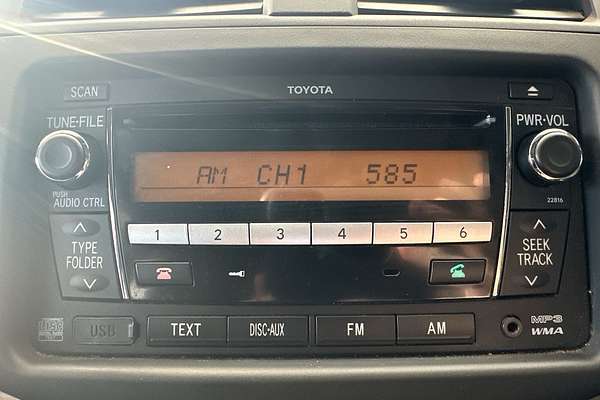 SCAN
TOYOTA
TUNE•FILE
PWR•VOL
AM CH1 585
PUSH
AUDIO CTRL
22816
1 2 3 4 5 6
TYPE
FOLDER
SEEK
TRACK
USB
TEXT
DISC•AUX
FM
AM
MP3
WMA